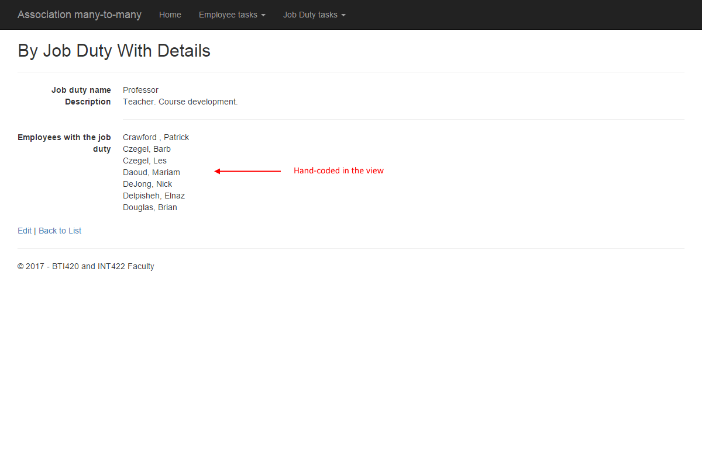 Association many-to-many Home Employee tasks Job Duty tasks
By Job Duty With Details
Job duty name Professor
Description Teacher. Course development.
Employees with the job duty
Crawford , Patrick
Czegel, Barb
Czegel, Les
Daoud, Mariam
Hand-coded in the view
DeJong, Nick
Delpisheh, Elnaz
Douglas, Brian
Edit | Back to List
© 2017 - BTI420 and INT422 Faculty